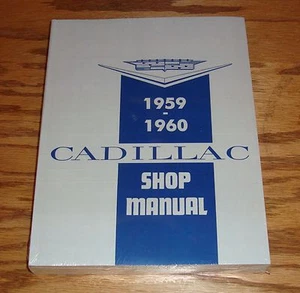 1959
-
1960
CADILLAC
SHOP
MANUAL